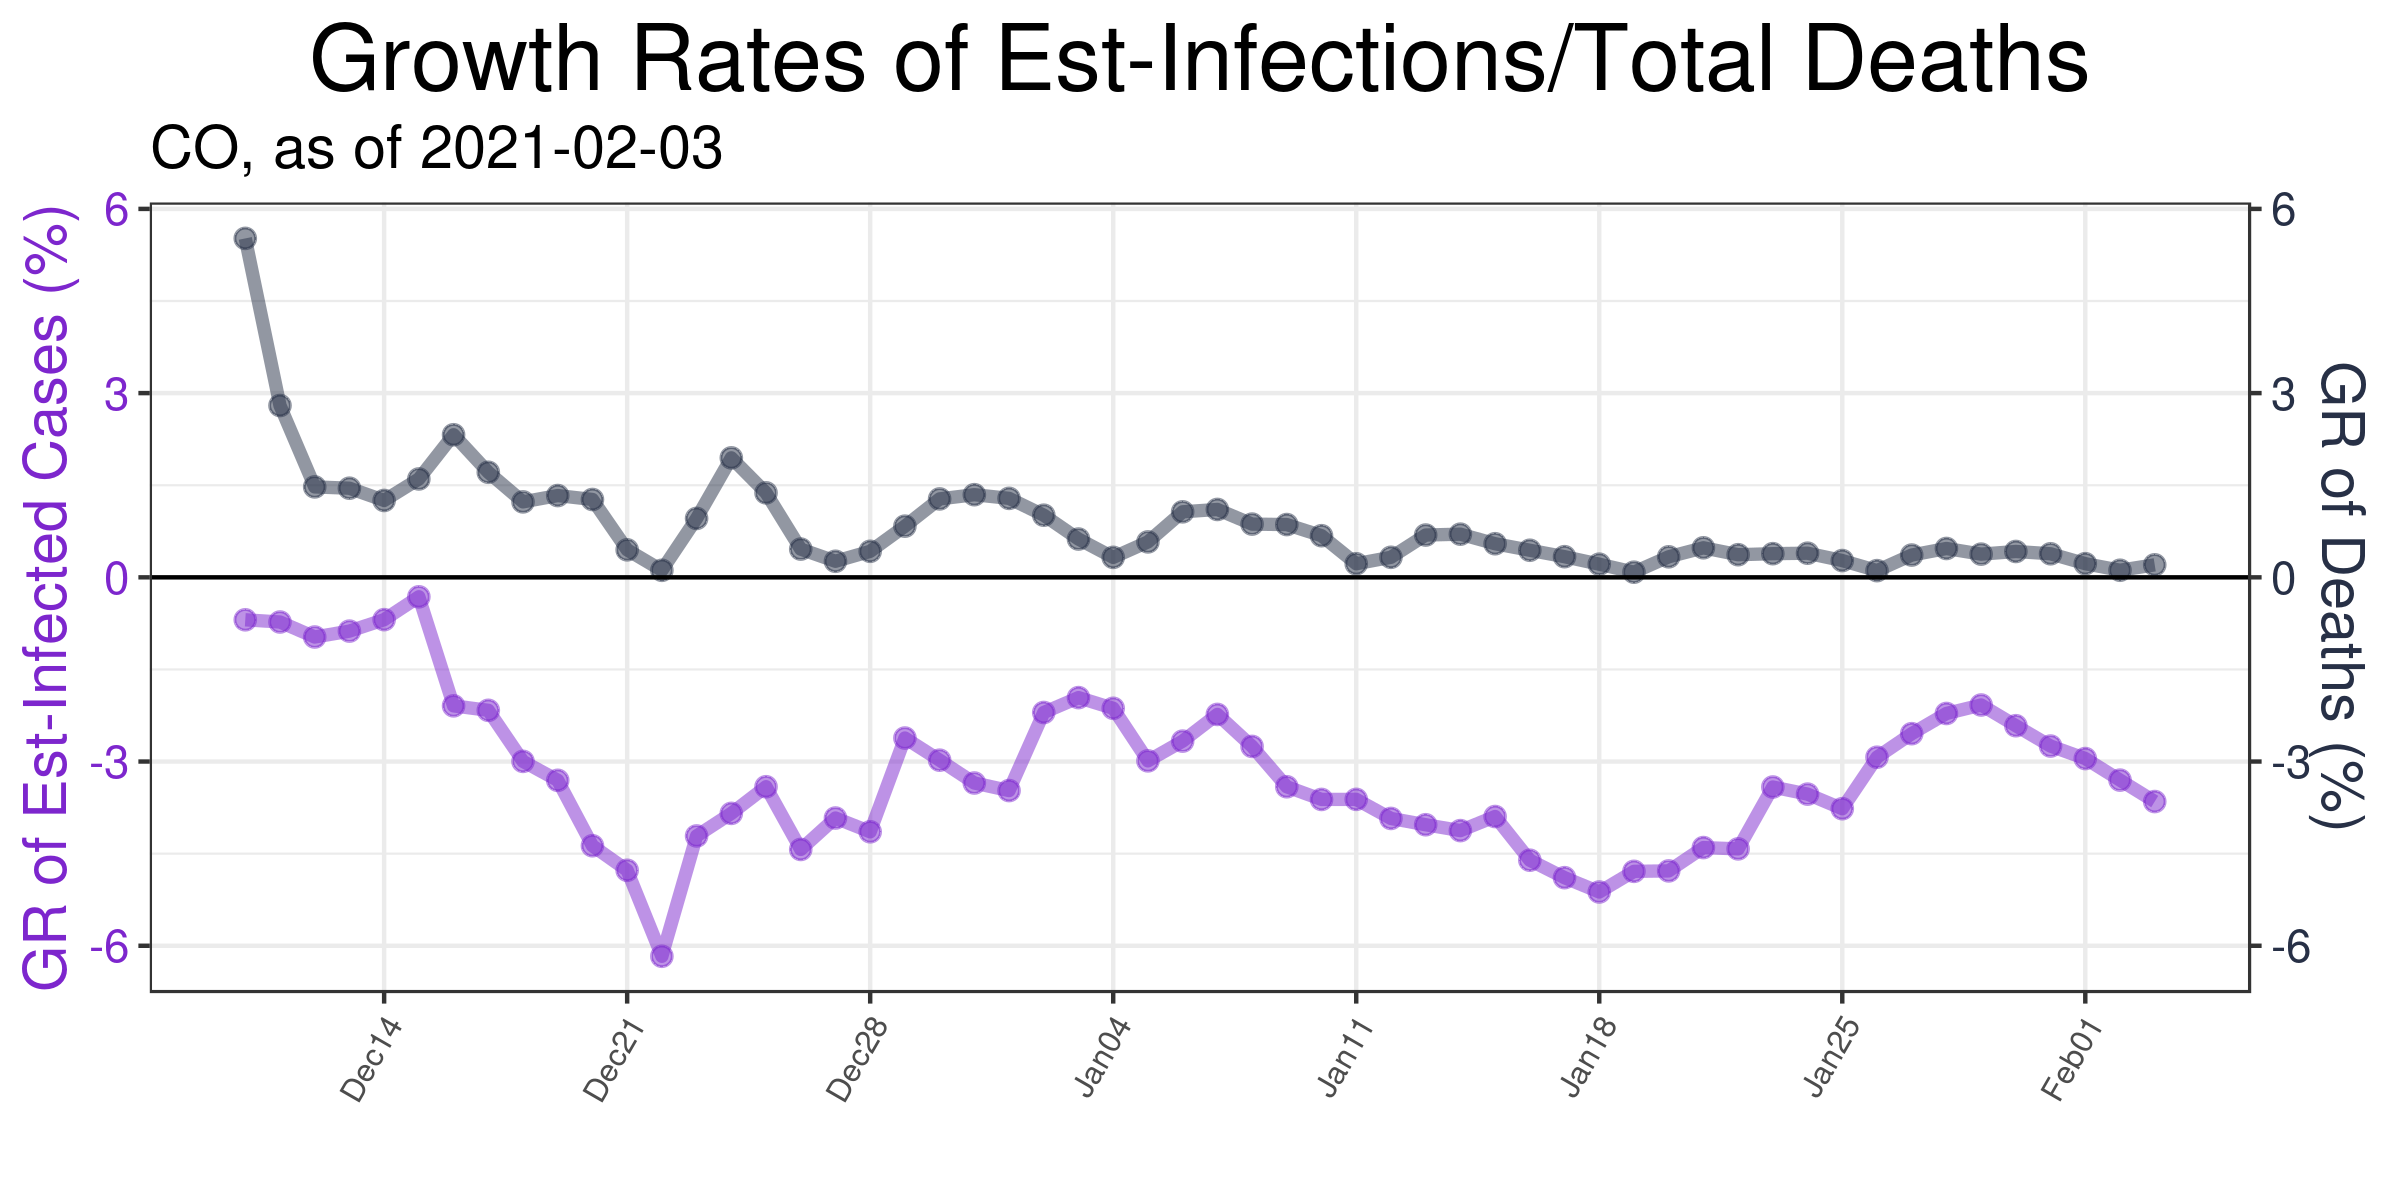 Growth Rates of Est-Infections/Total Deaths
CO, as of 2021-02-03
GR of Est-Infected Cases (%)
6
3
0
-3
-6
6
3
0
-3
-6
GR of Deaths (%)
Dec14
Dec21
Dec28
Jan04
Jan11
Jan18
Jan25
Feb01